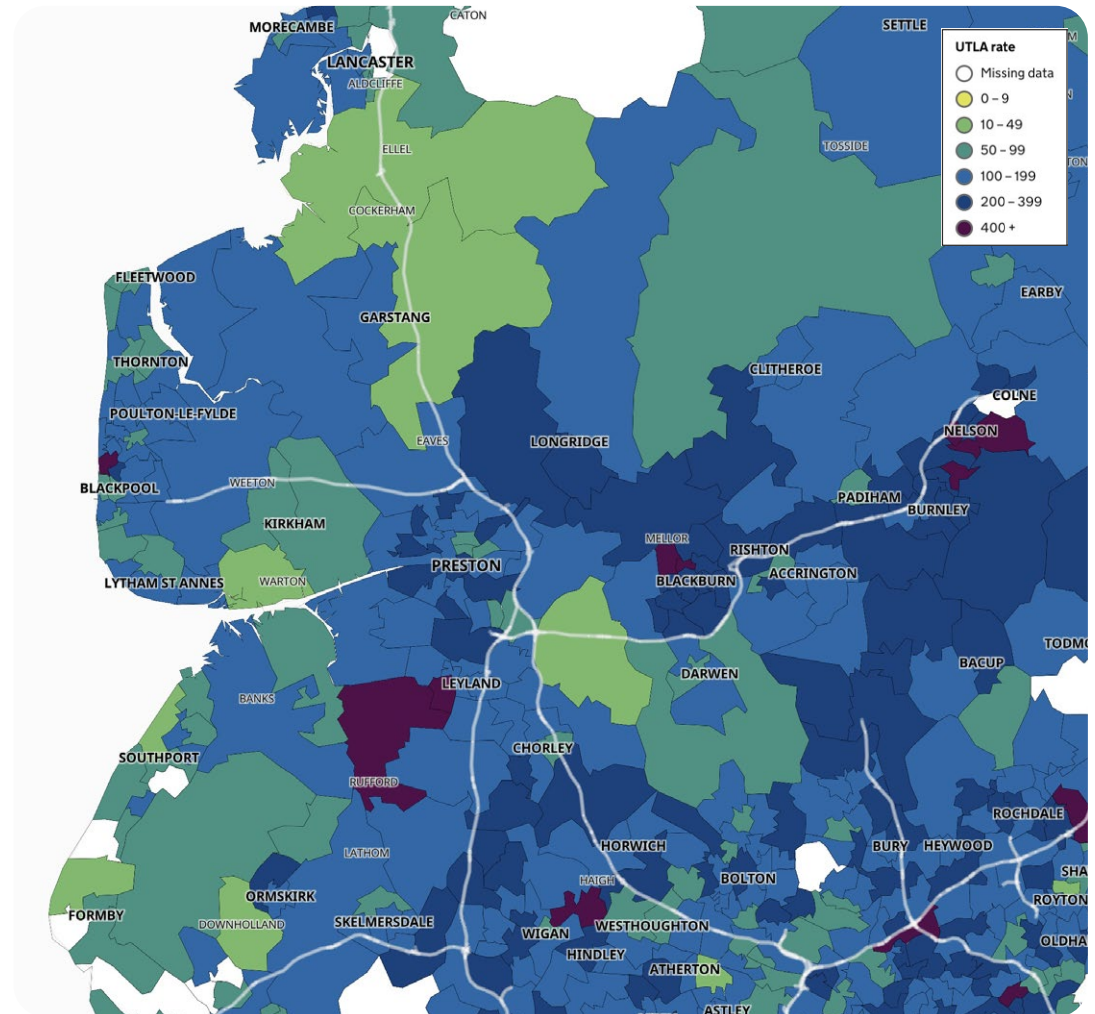 CATON
MORECAMBE
SETTLE
LANCASTER
ALDCLIFFE
UTLA rate
Missing data
0 – 9
10 – 49
50 – 99
100 – 199
200 – 399
400 +
ELLEL
TOSSIDE
COCKERHAM
FLEETWOOD
EARBY
GARSTANG
THORNTON
CLITHEROE
COLNE
POULTON-LE-FYLDE
NELSON
EAVES
LONGRIDGE
WEETON
BLACKPOOL
PADIHAM
BURNLEY
KIRKHAM
MELLOR
RISHTON
PRESTON
LYTHAM ST ANNES
WARTON
BLACKBURN
ACCRINGTON
TODMO
BACUP
DARWEN
LEYLAND
BANKS
CHORLEY
SOUTHPORT
RUFFORD
ROCHDALE
HORWICH
BURY
HEYWOOD
LATHOM
SHA
BOLTON
HAIGH
ORMSKIRK
ROYTON
FORMBY
DOWNHOLLAND
SKELMERSDALE
WESTHOUGHTON
WIGAN
OLDHA
HINDLEY
ATHERTON
ASTLEY